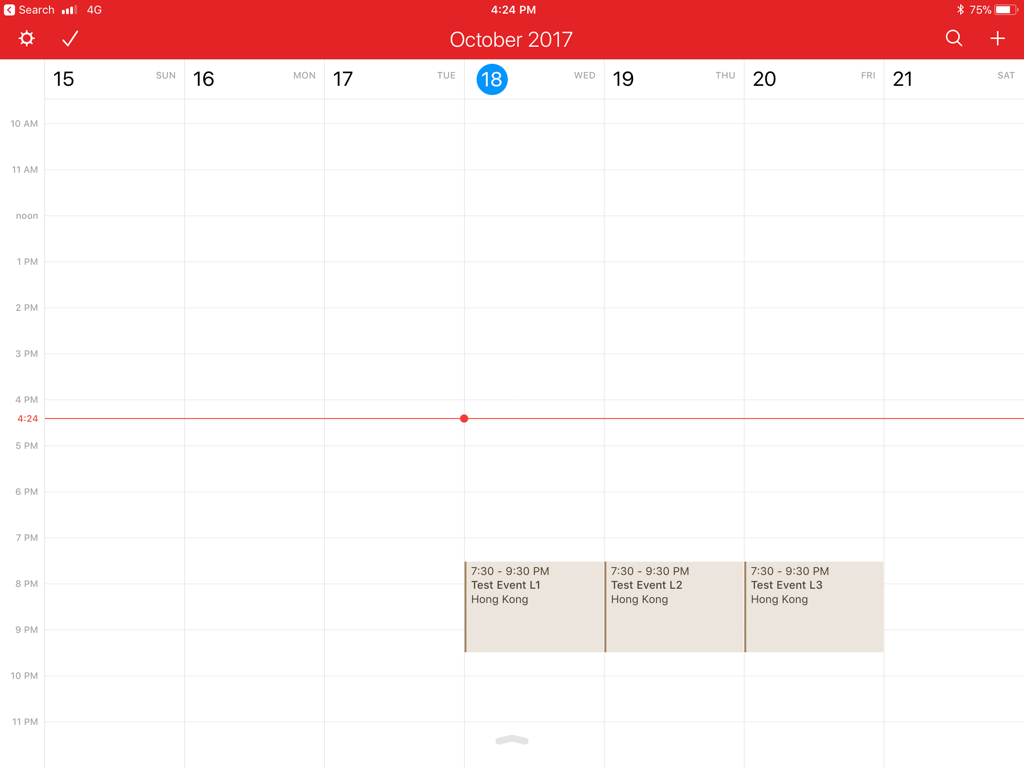 Search 4G 4:24 PM 75%
October 2017
15 SUN 16 MON 17 TUE 18 WED 19 THU 20 FRI 21 SAT
10 AM
11 AM
noon
1 PM
2 PM
3 PM
4 PM
4:24
5 PM
6 PM
7 PM
7:30 - 9:30 PM 7:30 - 9:30 PM 7:30 - 9:30 PM
8 PM Test Event L1 Test Event L2 Test Event L3
Hong Kong Hong Kong Hong Kong
9 PM
10 PM
11 PM